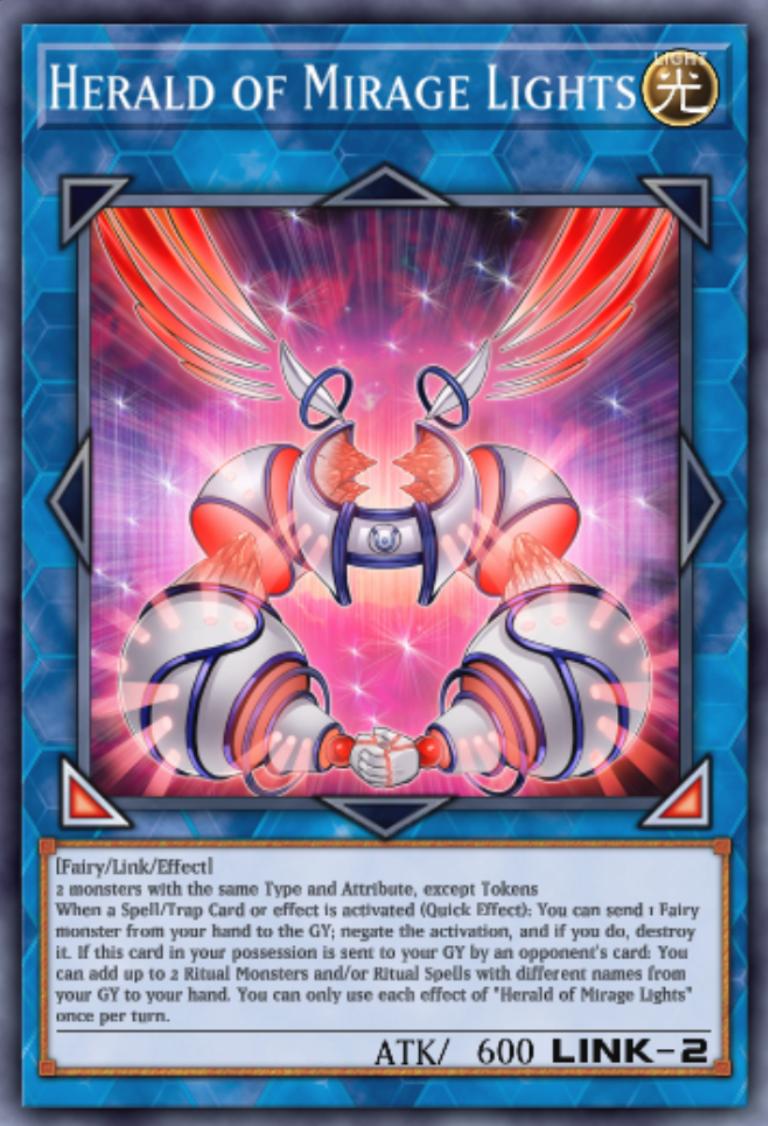 Herald of Mirage Lights
LIGHT
光
[Fairy/Link/Effect]
2 monsters with the same Type and Attribute, except Tokens
When a Spell/Trap Card or effect is activated (Quick Effect): You can send 1 Fairy
monster from your hand to the GY; negate the activation, and if you do, destroy
it. If this card in your possession is sent to your GY by an opponent's card: You
can add up to 2 Ritual Monsters and/or Ritual Spells with different names from
your GY to your hand. You can only use each effect of "Herald of Mirage Lights"
once per turn.
ATK/ 600 LINK-2